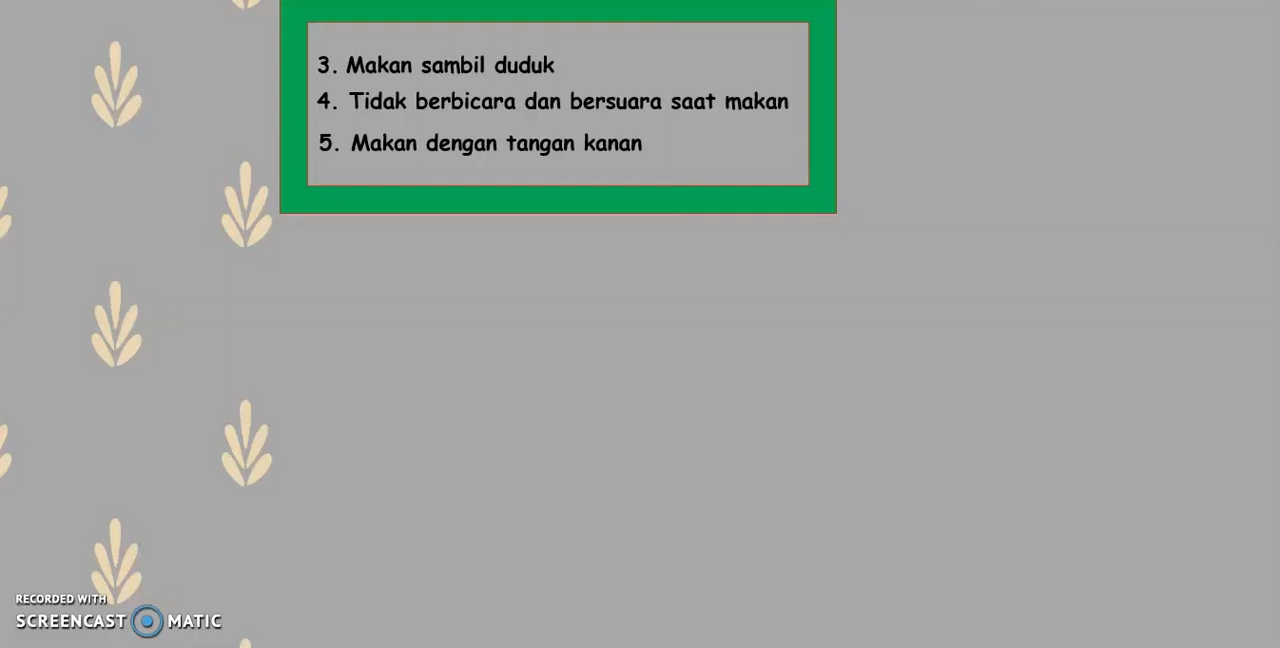 3. Makan sambil duduk
4. Tidak berbicara dan bersuara saat makan
5. Makan dengan tangan kanan
RECORDED WITH
SCREENCAST MATIC